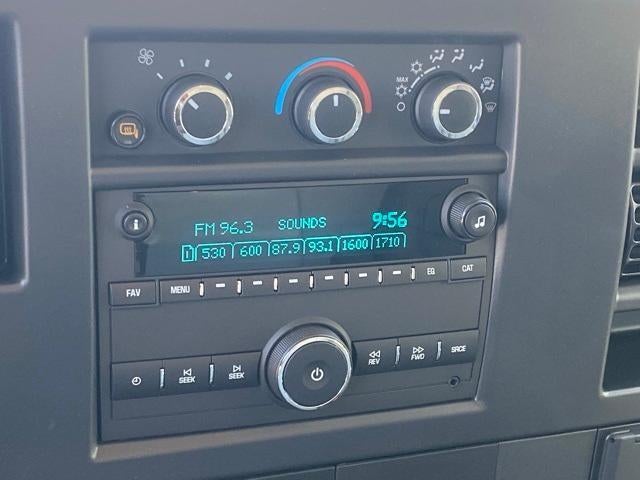 MAX
FM 96.3 SOUNDS 9:56
1 530 600 87.9 93.1 1600 1710
FAV MENU EQ CAT
SEEK SEEK REV FWD SRCE